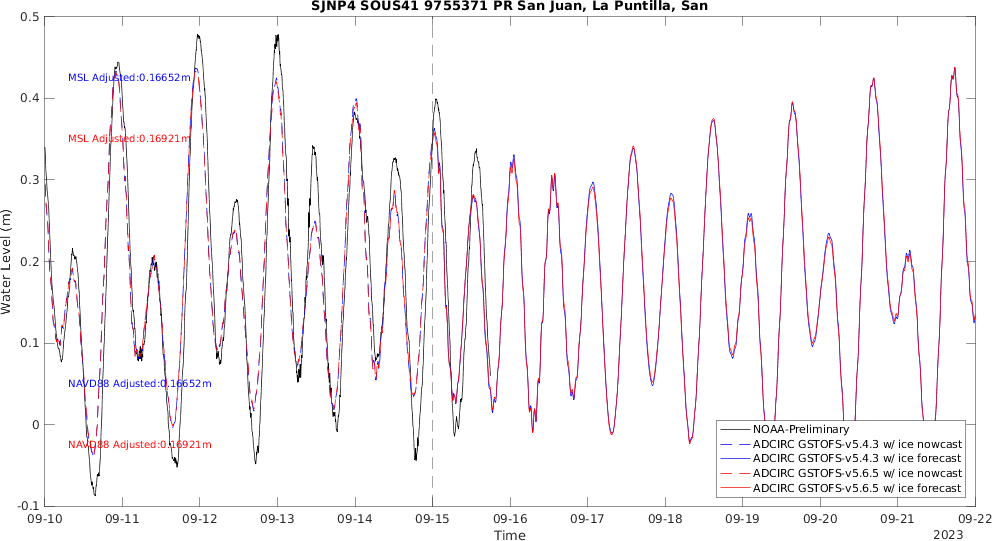 SJNP4 SOUS41 9755371 PR San Juan, La Puntilla, San
0.5
0.4
0.3
0.2
0.1
0
-0.1
Water Level (m)
MSL Adjusted:0.16652m
MSL Adjusted:0.16921m
NAVD88 Adjusted:0.16652m
NAVD88 Adjusted:0.16921m
NOAA-Preliminary
ADCIRC GSTOFS-v5.4.3 w/ ice nowcast
ADCIRC GSTOFS-v5.4.3 w/ ice forecast
ADCIRC GSTOFS-v5.6.5 w/ ice nowcast
ADCIRC GSTOFS-v5.6.5 w/ ice forecast
09-10 09-11 09-12 09-13 09-14 09-15 09-16 09-17 09-18 09-19 09-20 09-21 09-22
Time
2023